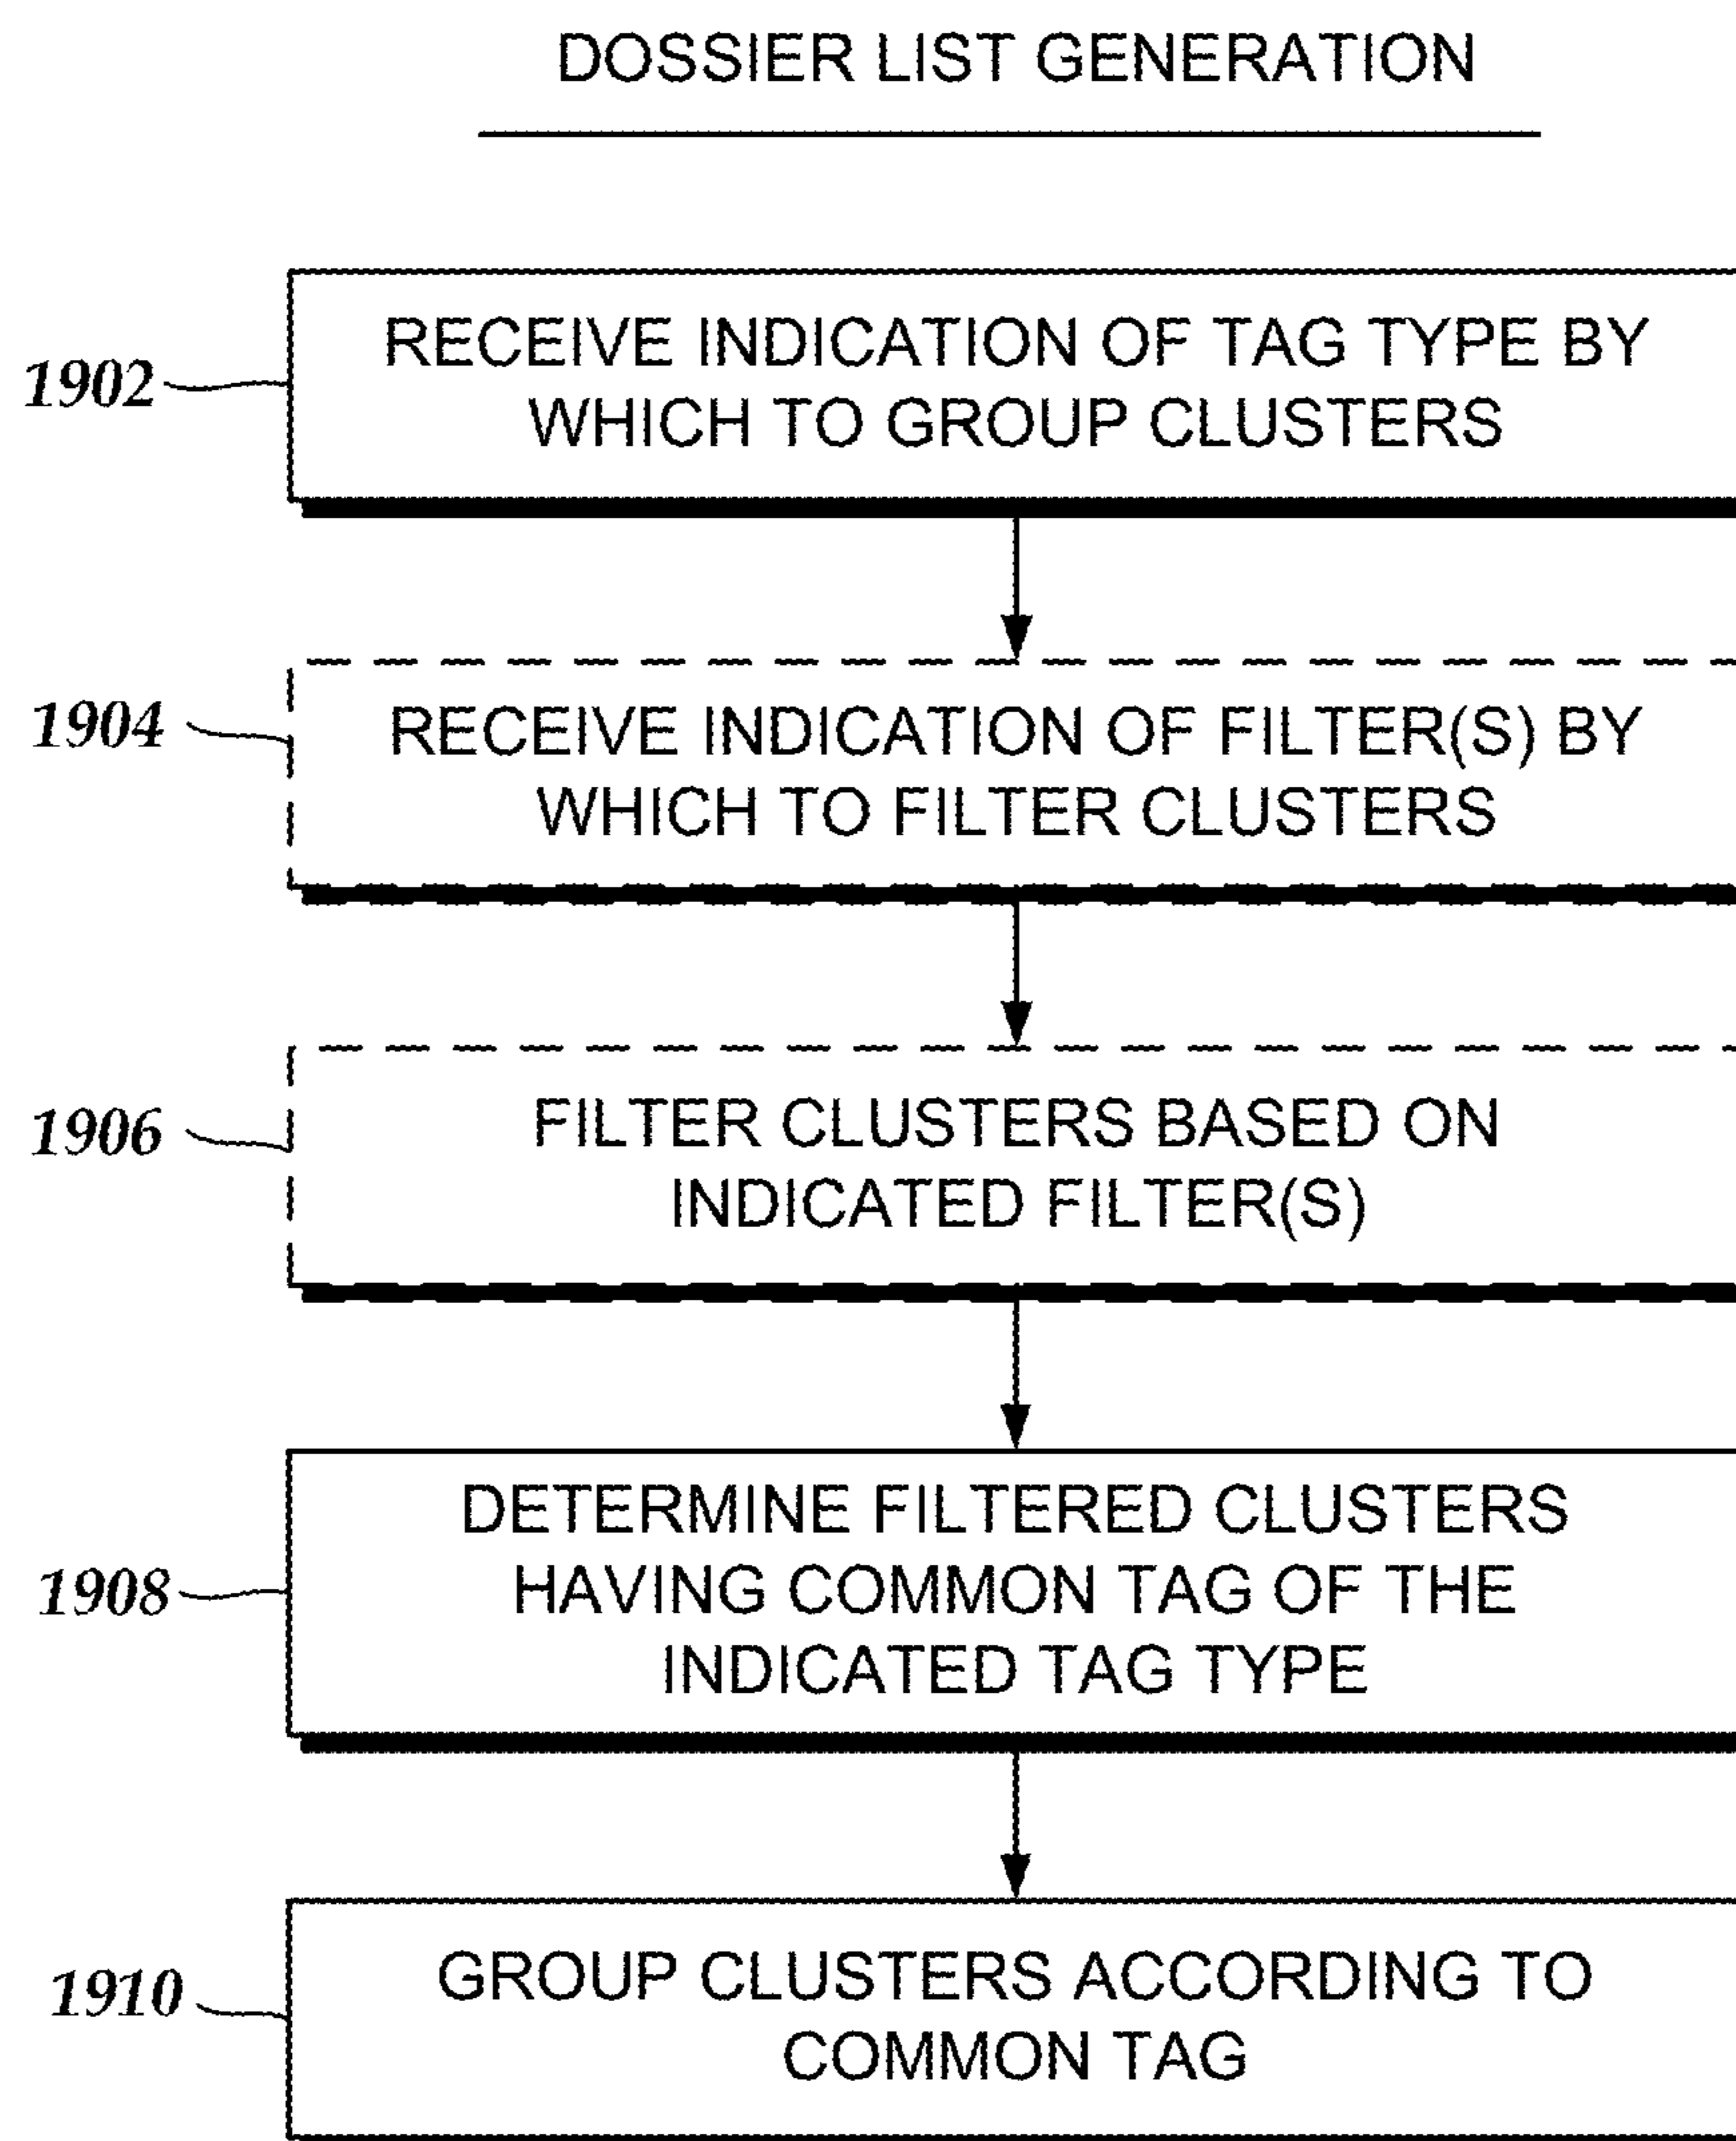 DOSSIER LIST GENERATION
1902
RECEIVE INDICATION OF TAG TYPE BY
WHICH TO GROUP CLUSTERS
1904
RECEIVE INDICATION OF FILTER(S) BY
WHICH TO FILTER CLUSTERS
1906
FILTER CLUSTERS BASED ON
INDICATED FILTER(S)
1908
DETERMINE FILTERED CLUSTERS
HAVING COMMON TAG OF THE
INDICATED TAG TYPE
1910
GROUP CLUSTERS ACCORDING TO
COMMON TAG